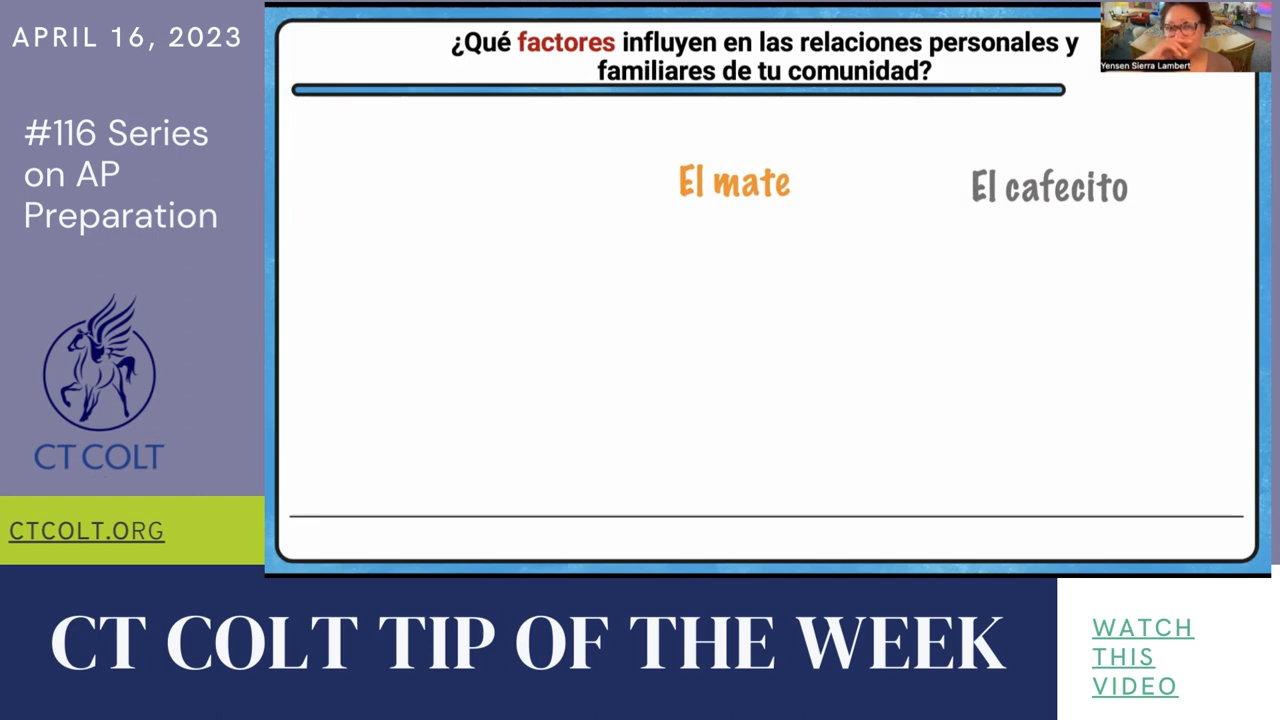 APRIL 16, 2023
#116 Series
on AP
Preparation
CT COLT
CTCOLT.ORG
¿Qué factores influyen en las relaciones personales y
familiares de tu comunidad?
Yensen Sierra Lambert
El mate
El cafecito
CT COLT TIP OF THE WEEK
WATCH
THIS
VIDEO